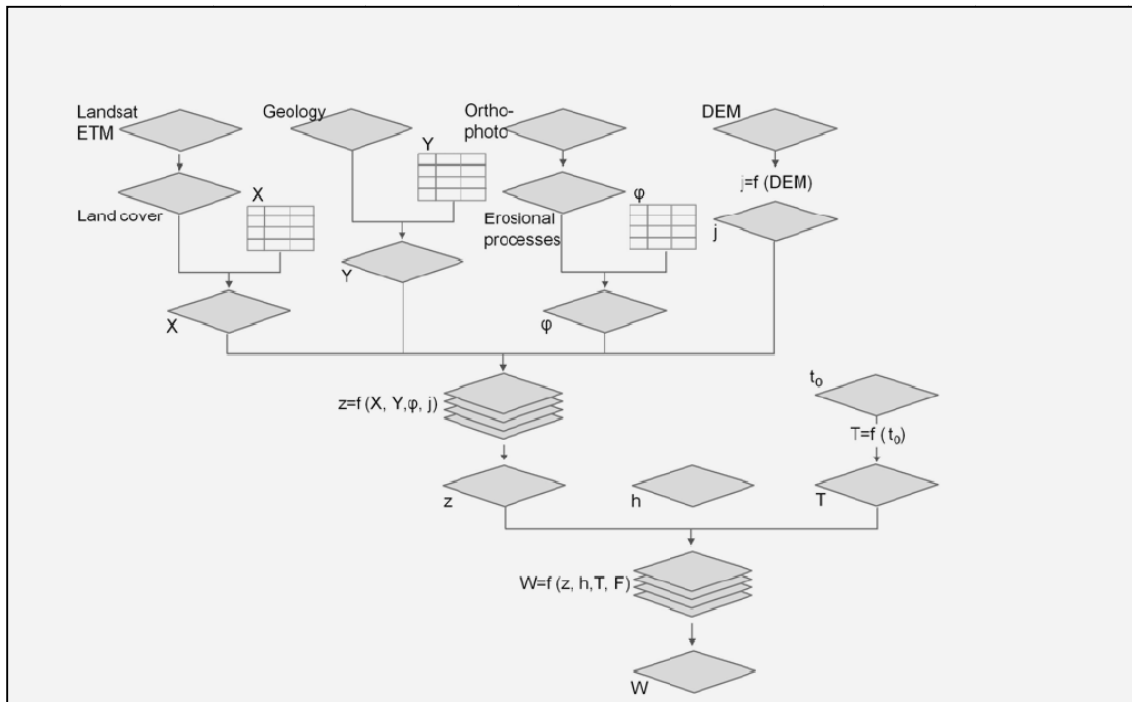 Landsat
ETM
Geology
Ortho-
photo
DEM
Y
j=f (DEM)
X
φ
Land cover
Erosional
processes
j
Y
X
φ
z=f (X, Y,φ, j)
t₀
T=f (t₀)
z
h
T
W=f (z, h,T, F)
W